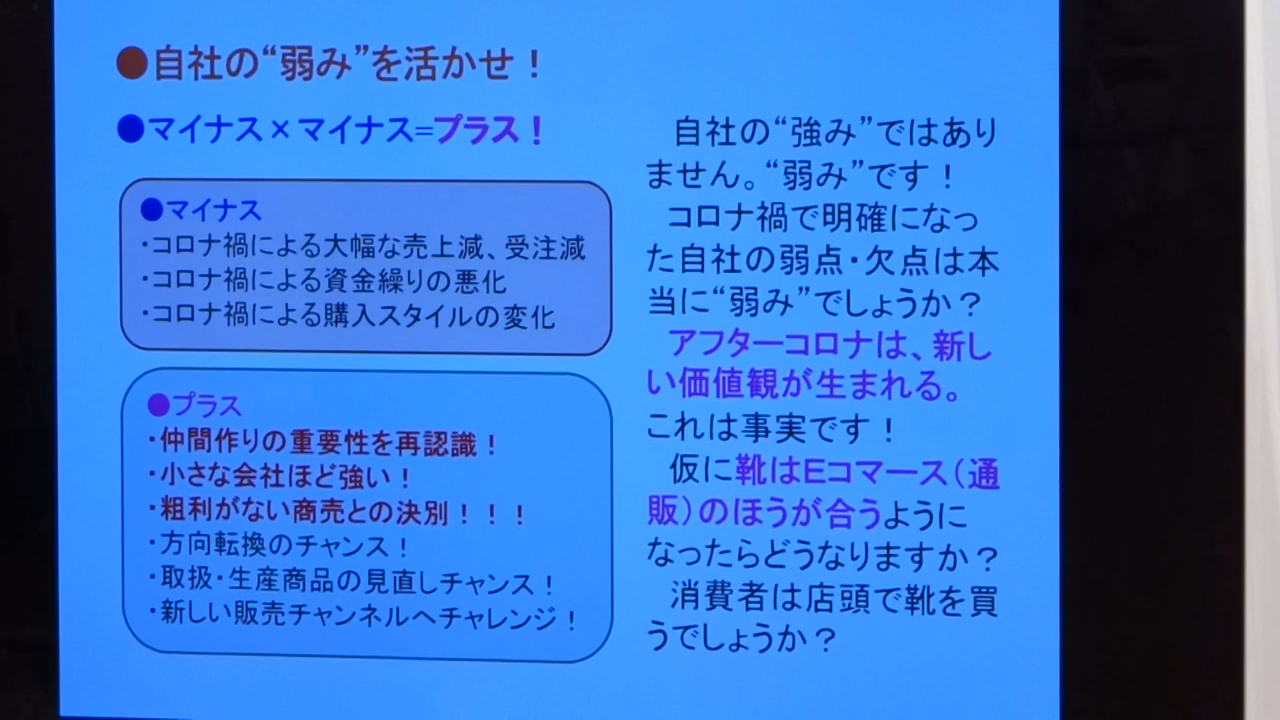 ●自社の“弱み”を活かせ！
●マイナス×マイナス=プラス！
●マイナス
・コロナ禍による大幅な売上減、受注減
・コロナ禍による資金繰りの悪化
・コロナ禍による購入スタイルの変化
●プラス
・仲間作りの重要性を再認識！
・小さな会社ほど強い！
・粗利がない商売との決別！！！
・方向転換のチャンス！
・取扱・生産商品の見直しチャンス！
・新しい販売チャンネルへチャレンジ！
自社の“強み”ではあり
ません。“弱み”です！
コロナ禍で明確になっ
た自社の弱点・欠点は本
当に“弱み”でしょうか？
アフターコロナは、新し
い価値観が生まれる。
これは事実です！
仮に靴はEコマース（通
販）のほうが合うように
なったらどうなりますか？
消費者は店頭で靴を買
うでしょうか？